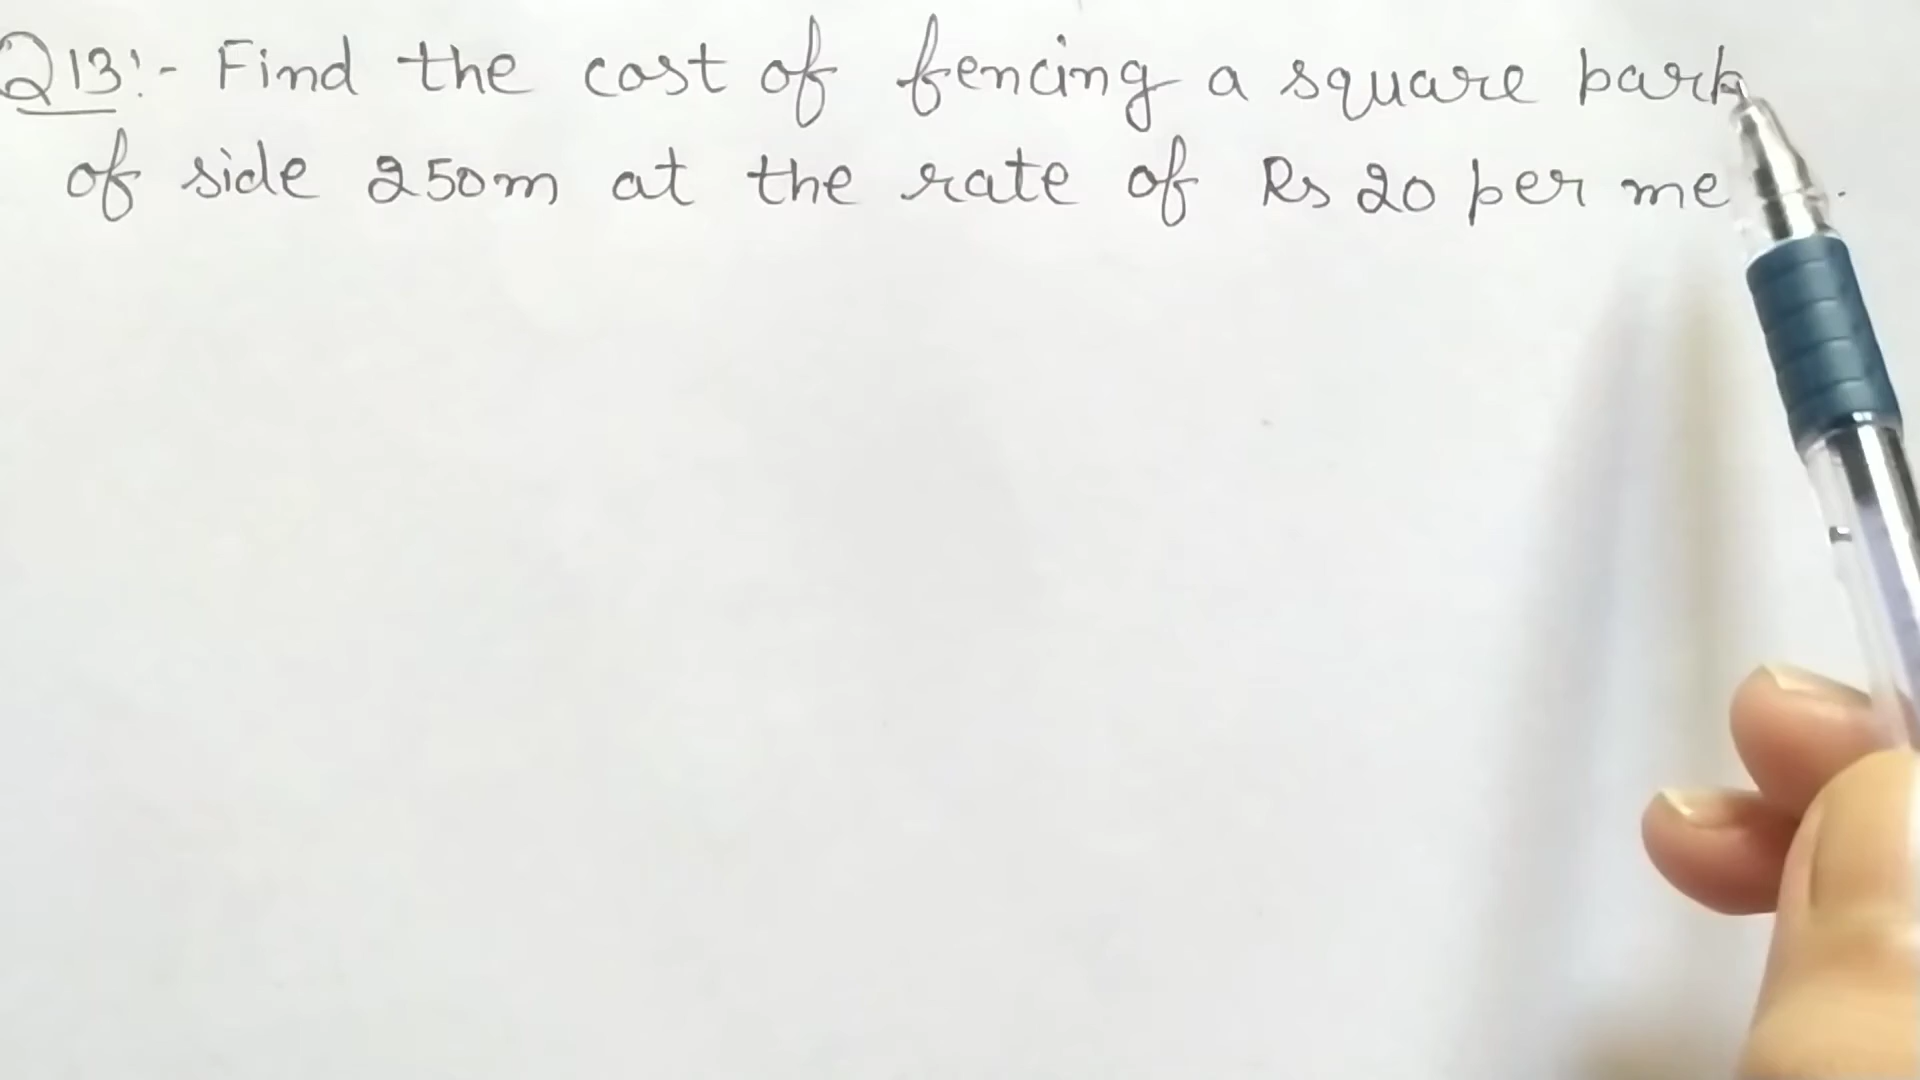 Q13:- Find the cost of fencing a square park
of side 250m at the rate of Rs 20 per me